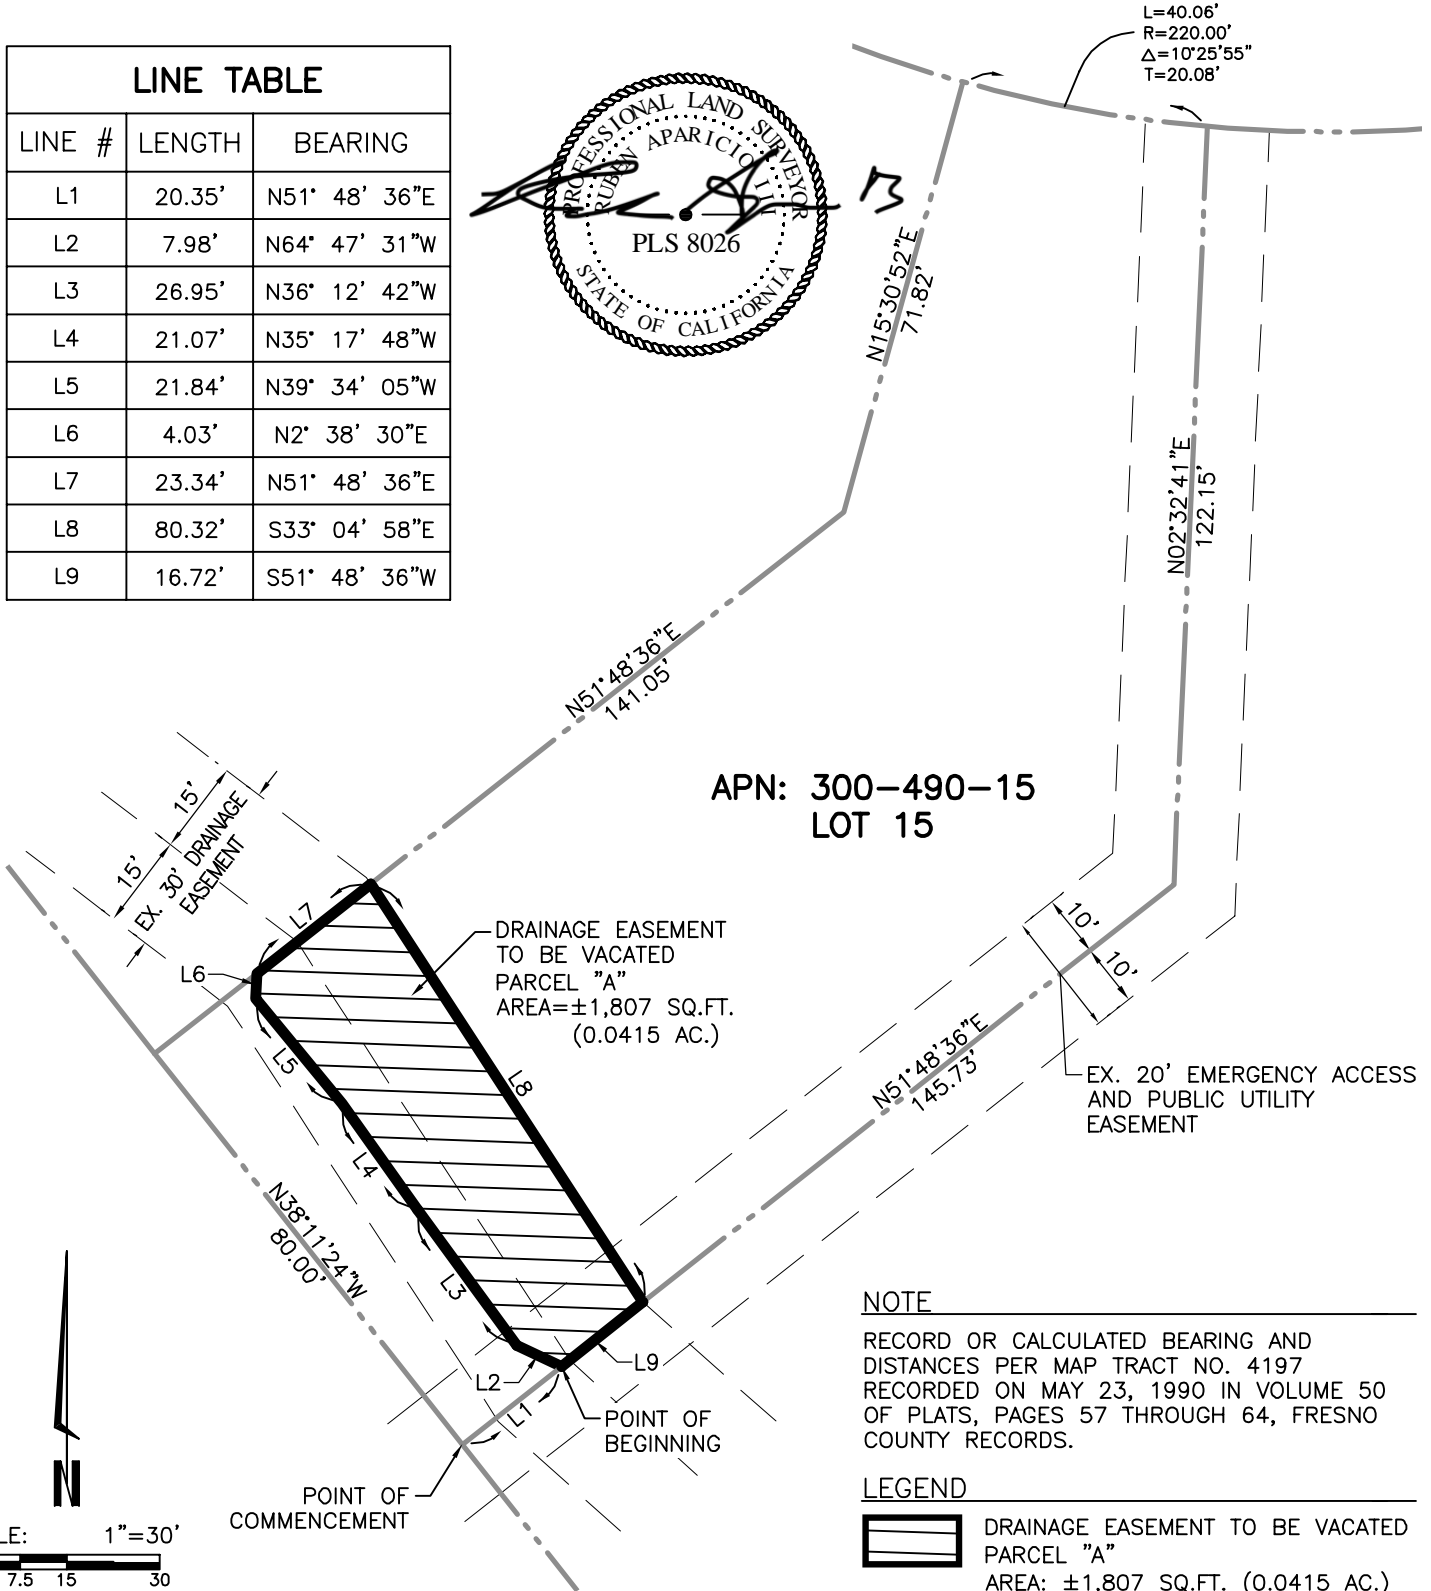 LINE TABLE
LINE # LENGTH BEARING
L1 20.35' N51° 48' 36"E
L2 7.98' N64° 47' 31"W
L3 26.95' N36° 12' 42"W
L4 21.07' N35° 17' 48"W
L5 21.84' N39° 34' 05"W
L6 4.03' N2° 38' 30"E
L7 23.34' N51° 48' 36"E
L8 80.32' S33° 04' 58"E
L9 16.72' S51° 48' 36"W
PROFESSIONAL LAND SURVEYOR
RUBEN APARICIO III
PLS 8026
STATE OF CALIFORNIA
L=40.06'
R=220.00'
Δ=10°25'55"
T=20.08'
N15°30'52"E
71.82'
N02°32'41"E
122.15'
N51°48'36"E
141.05'
APN: 300-490-15
LOT 15
15'
15'
EX. 30' DRAINAGE
EASEMENT
L7
L6
DRAINAGE EASEMENT
TO BE VACATED
PARCEL "A"
AREA=±1,807 SQ.FT.
(0.0415 AC.)
10'
10'
L5
L8
N51°48'36"E
145.73'
EX. 20' EMERGENCY ACCESS
AND PUBLIC UTILITY
EASEMENT
L4
N38°11'24"W
80.00'
L3
L9
L2
L1
POINT OF
BEGINNING
POINT OF
COMMENCEMENT
NOTE
RECORD OR CALCULATED BEARING AND
DISTANCES PER MAP TRACT NO. 4197
RECORDED ON MAY 23, 1990 IN VOLUME 50
OF PLATS, PAGES 57 THROUGH 64, FRESNO
COUNTY RECORDS.
LEGEND
DRAINAGE EASEMENT TO BE VACATED
PARCEL "A"
AREA: ±1,807 SQ.FT. (0.0415 AC.)
N
LE: 1"=30'
7.5 15 30